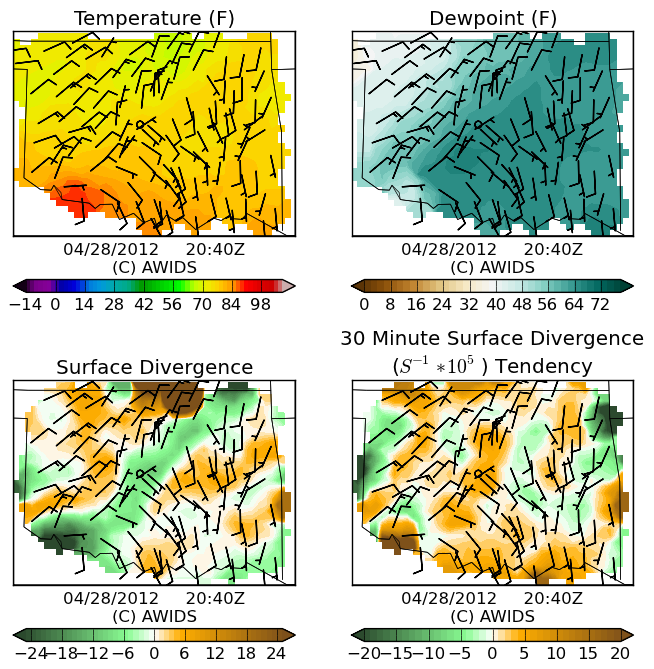 Temperature (F)
Dewpoint (F)
04/28/2012 20:40Z
(C) AWIDS
04/28/2012 20:40Z
(C) AWIDS
−14 0 14 28 42 56 70 84 98
0 8 16 24 32 40 48 56 64 72
Surface Divergence
30 Minute Surface Divergence
(S⁻¹ *10⁵ ) Tendency
04/28/2012 20:40Z
(C) AWIDS
04/28/2012 20:40Z
(C) AWIDS
−24 −18 −12 −6 0 6 12 18 24
−20 −15 −10 −5 0 5 10 15 20